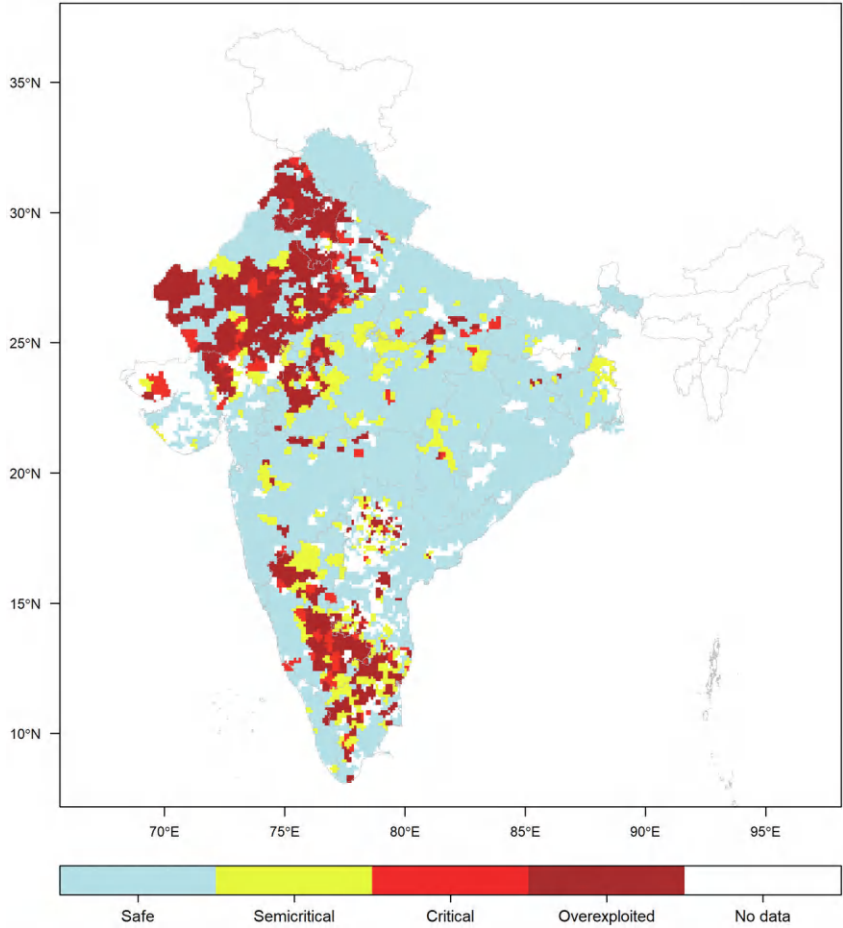 35°N
30°N
25°N
20°N
15°N
10°N
70°E 75°E 80°E 85°E 90°E 95°E
Safe Semicritical Critical Overexploited No data